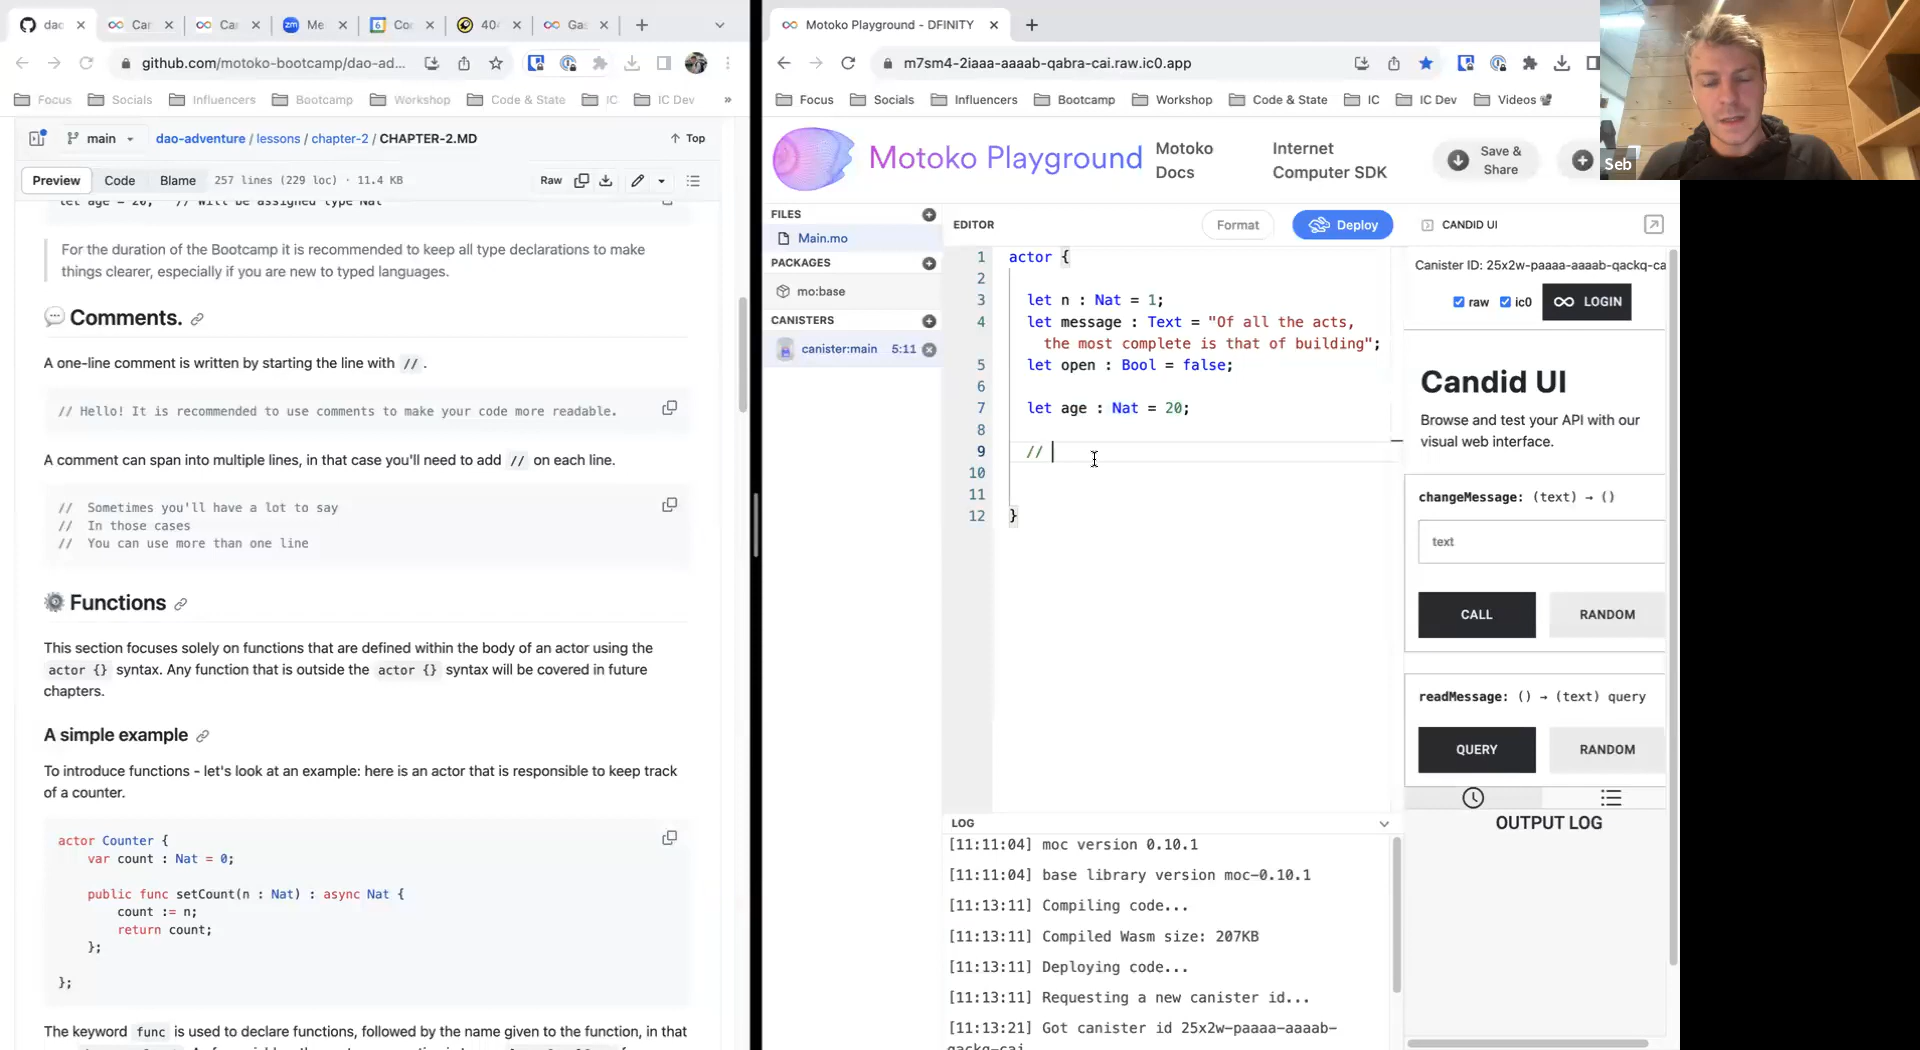 dao
Car
Car
Me
Co
404
Gas
github.com/motoko-bootcamp/dao-ad...
Focus
Socials
Influencers
Bootcamp
Workshop
Code & State
IC
IC Dev
»
main
dao-adventure / lessons / chapter-2 / CHAPTER-2.MD
Top
Preview
Code
Blame
257 lines (229 loc) · 11.4 KB
Raw
let age = 20;   // Will be assigned type Nat
For the duration of the Bootcamp it is recommended to keep all type declarations to make
things clearer, especially if you are new to typed languages.
Comments.
A one-line comment is written by starting the line with // .
// Hello! It is recommended to use comments to make your code more readable.
A comment can span into multiple lines, in that case you'll need to add // on each line.
//  Sometimes you'll have a lot to say
//  In those cases
//  You can use more than one line
Functions
This section focuses solely on functions that are defined within the body of an actor using the
actor {} syntax. Any function that is outside the actor {} syntax will be covered in future
chapters.
A simple example
To introduce functions - let's look at an example: here is an actor that is responsible to keep track
of a counter.
actor Counter {
var count : Nat = 0;
public func setCount(n : Nat) : async Nat {
count := n;
return count;
};
};
The keyword func is used to declare functions, followed by the name given to the function, in that
Motoko Playground - DFINITY
m7sm4-2iaaa-aaaab-qabra-cai.raw.ic0.app
Focus
Socials
Influencers
Bootcamp
Workshop
Code & State
IC
IC Dev
Videos
Motoko Playground
Motoko
Docs
Internet
Computer SDK
Save &
Share
Seb
FILES
Main.mo
PACKAGES
mo:base
CANISTERS
canister:main 5:11
EDITOR
Format
Deploy
1 actor {
2
3 let n : Nat = 1;
4 let message : Text = "Of all the acts,
the most complete is that of building";
5 let open : Bool = false;
6
7 let age : Nat = 20;
8
9 //
10
11
12 }
LOG
[11:11:04] moc version 0.10.1
[11:11:04] base library version moc-0.10.1
[11:13:11] Compiling code...
[11:13:11] Compiled Wasm size: 207KB
[11:13:11] Deploying code...
[11:13:11] Requesting a new canister id...
[11:13:21] Got canister id 25x2w-paaaa-aaaab-
qackq-cai
CANDID UI
Canister ID: 25x2w-paaaa-aaaab-qackq-ca
raw
ic0
LOGIN
Candid UI
Browse and test your API with our
visual web interface.
changeMessage: (text) → ()
text
CALL
RANDOM
readMessage: () → (text) query
QUERY
RANDOM
OUTPUT LOG